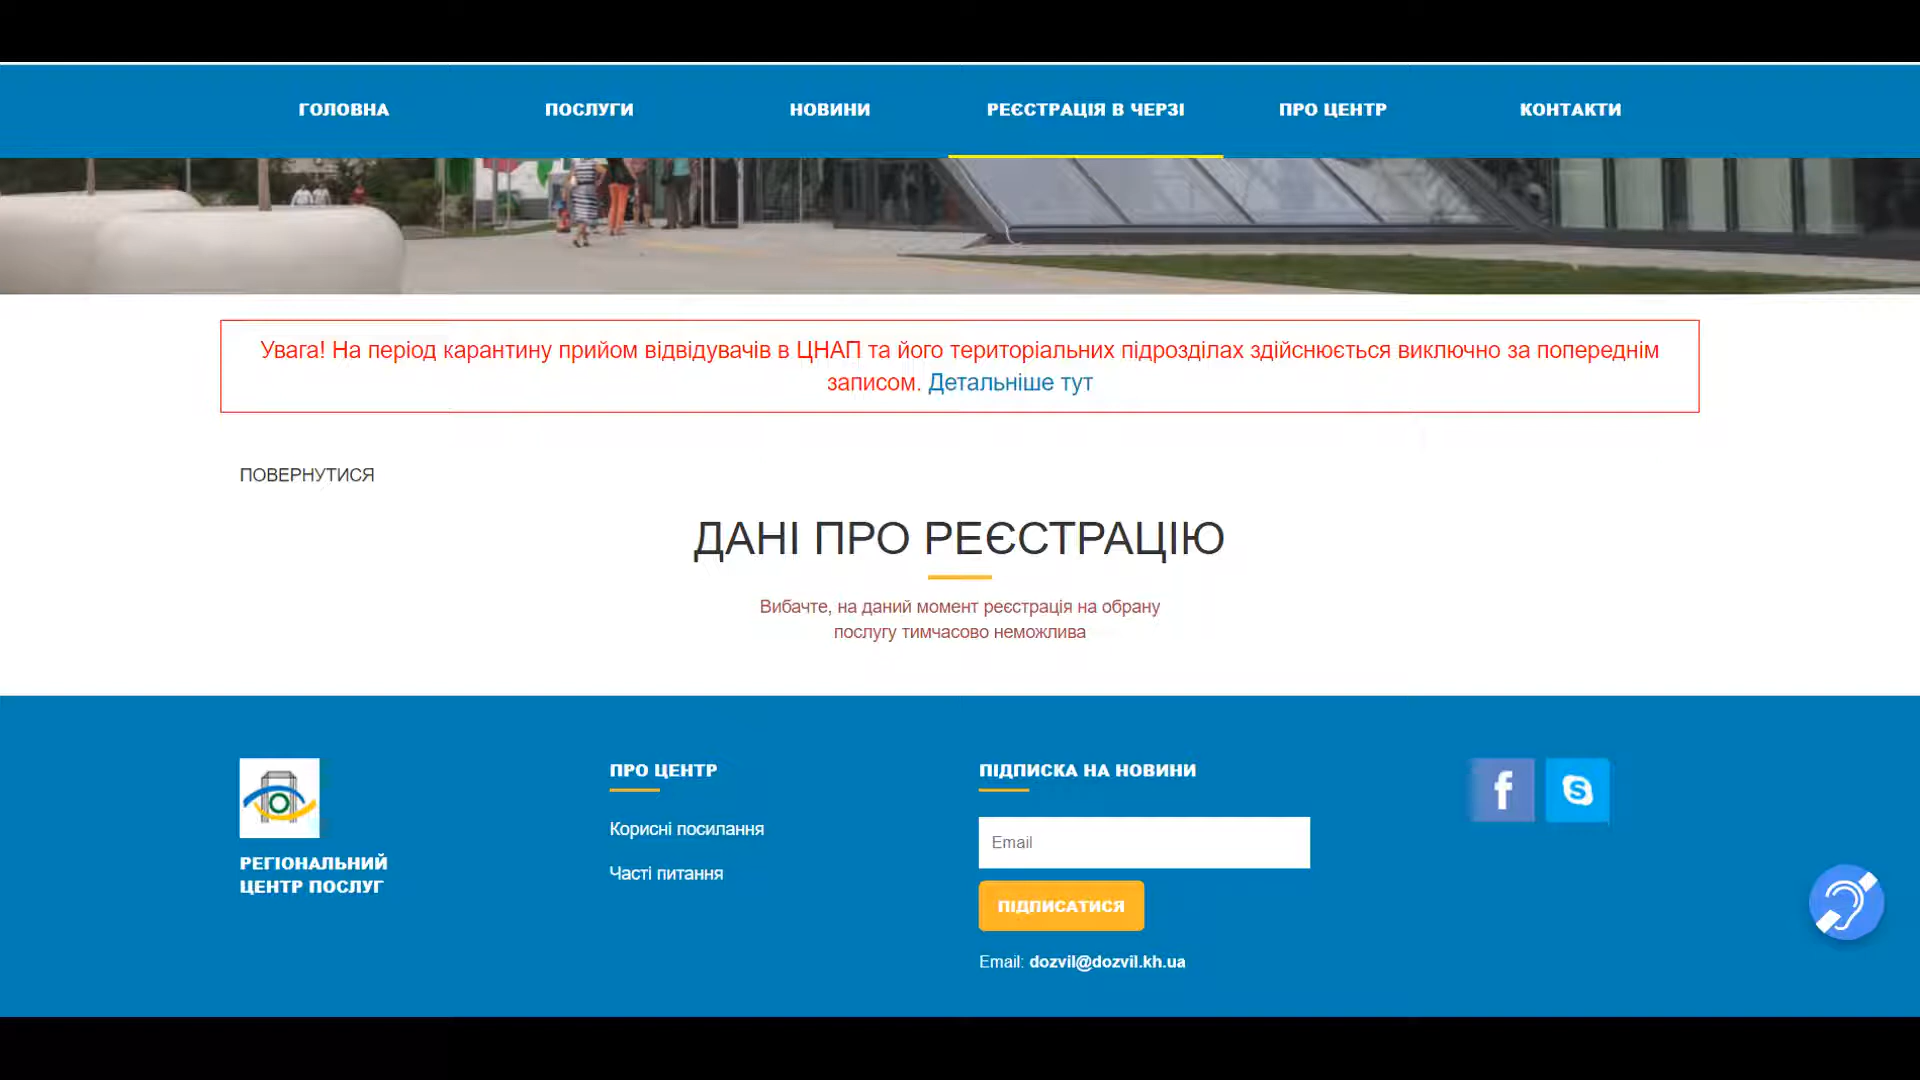 ГОЛОВНА
ПОСЛУГИ
НОВИНИ
РЕЄСТРАЦІЯ В ЧЕРЗІ
ПРО ЦЕНТР
КОНТАКТИ
Увага! На період карантину прийом відвідувачів в ЦНАП та його територіальних підрозділах здійснюється виключно за попереднім
записом. Детальніше тут
ПОВЕРНУТИСЯ
ДАНІ ПРО РЕЄСТРАЦІЮ
Вибачте, на даний момент реєстрація на обрану
послугу тимчасово неможлива
РЕГІОНАЛЬНИЙ
ЦЕНТР ПОСЛУГ
ПРО ЦЕНТР
Корисні посилання
Часті питання
ПІДПИСКА НА НОВИНИ
Email
ПІДПИСАТИСЯ
Email: dozvil@dozvil.kh.ua